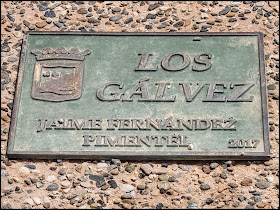 LOS
GÁLVEZ
JAIME FERNÁNDEZ
PIMENTEL
2017